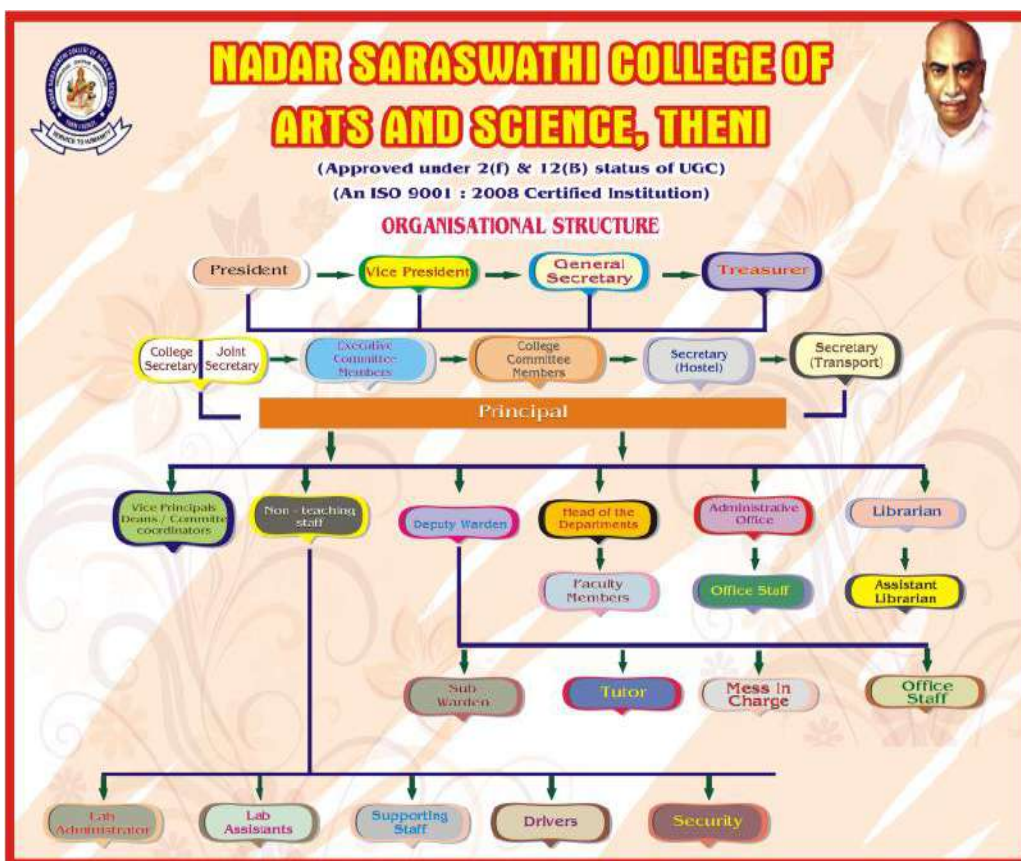 NADAR SARASWATHI COLLEGE OF
ARTS AND SCIENCE, THENI
(Approved under 2(f) & 12(B) status of UGC)
(An ISO 9001 : 2008 Certified Institution)
ORGANISATIONAL STRUCTURE
SERVICE TO HUMANITY
President
Vice President
General
Secretary
Treasurer
College
Secretary
Joint
Secretary
Executive
Committee
Members
College
Committee
Members
Secretary
(Hostel)
Secretary
(Transport)
Principal
Vice Principals
Deans / Committe
coordinators
Non - teaching
staff
Deputy Warden
Head of the
Departments
Administrative
Office
Librarian
Faculty
Members
Office Staff
Assistant
Librarian
Sub
Warden
Tutor
Mess in
Charge
Office
Staff
Lab
Administrator
Lab
Assistants
Supporting
Staff
Drivers
Security